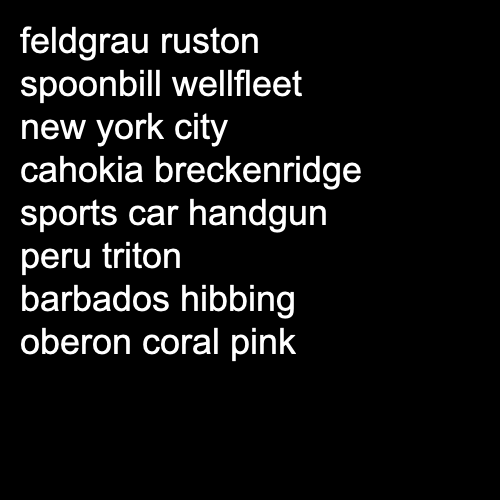 feldgrau ruston
spoonbill wellfleet
new york city
cahokia breckenridge
sports car handgun
peru triton
barbados hibbing
oberon coral pink